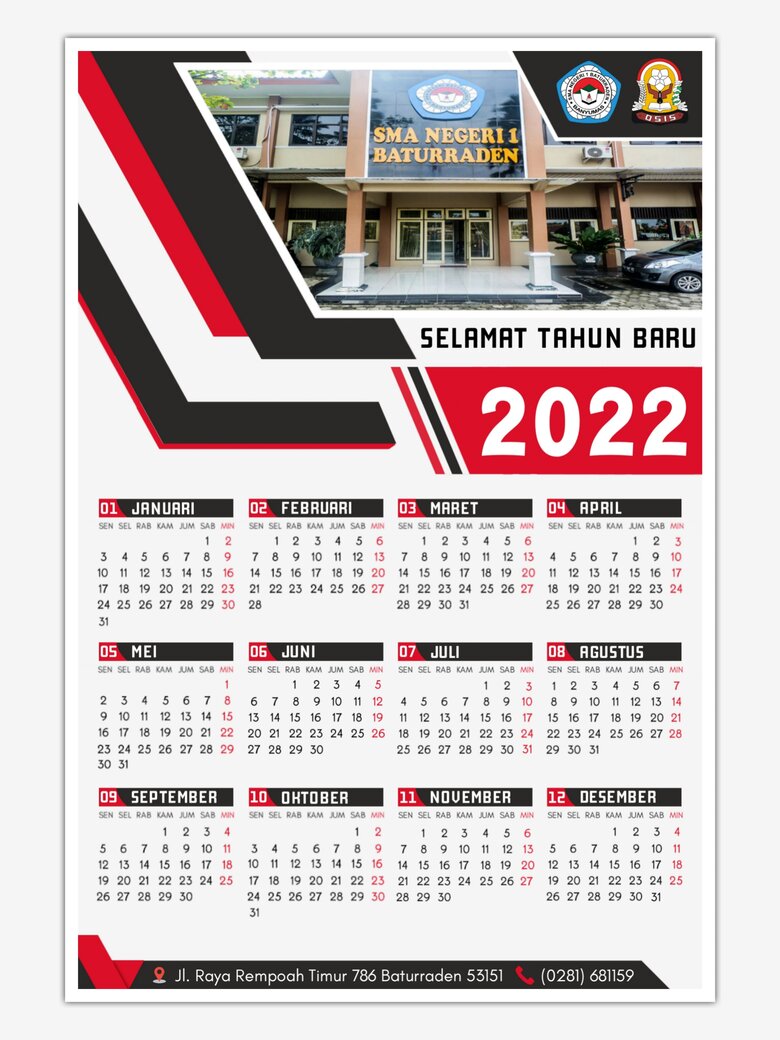 SMA NEGERI 1 BATURRADEN
BANYUMAS
OSIS
SMA NEGERI 1
BATURRADEN
SELAMAT TAHUN BARU
2022
01 JANUARI
SEN SEL RAB KAM JUM SAB MIN
1 2
3 4 5 6 7 8 9
10 11 12 13 14 15 16
17 18 19 20 21 22 23
24 25 26 27 28 29 30
31
02 FEBRUARI
SEN SEL RAB KAM JUM SAB MIN
1 2 3 4 5 6
7 8 9 10 11 12 13
14 15 16 17 18 19 20
21 22 23 24 25 26 27
28
03 MARET
SEN SEL RAB KAM JUM SAB MIN
1 2 3 4 5 6
7 8 9 10 11 12 13
14 15 16 17 18 19 20
21 22 23 24 25 26 27
28 29 30 31
04 APRIL
SEN SEL RAB KAM JUM SAB MIN
1 2 3
4 5 6 7 8 9 10
11 12 13 14 15 16 17
18 19 20 21 22 23 24
25 26 27 28 29 30
05 MEI
SEN SEL RAB KAM JUM SAB MIN
1
2 3 4 5 6 7 8
9 10 11 12 13 14 15
16 17 18 19 20 21 22
23 24 25 26 27 28 29
30 31
06 JUNI
SEN SEL RAB KAM JUM SAB MIN
1 2 3 4 5
6 7 8 9 10 11 12
13 14 15 16 17 18 19
20 21 22 23 24 25 26
27 28 29 30
07 JULI
SEN SEL RAB KAM JUM SAB MIN
1 2 3
4 5 6 7 8 9 10
11 12 13 14 15 16 17
18 19 20 21 22 23 24
25 26 27 28 29 30 31
08 AGUSTUS
SEN SEL RAB KAM JUM SAB MIN
1 2 3 4 5 6 7
8 9 10 11 12 13 14
15 16 17 18 19 20 21
22 23 24 25 26 27 28
29 30 31
09 SEPTEMBER
SEN SEL RAB KAM JUM SAB MIN
1 2 3 4
5 6 7 8 9 10 11
12 13 14 15 16 17 18
19 20 21 22 23 24 25
26 27 28 29 30
10 OKTOBER
SEN SEL RAB KAM JUM SAB MIN
1 2
3 4 5 6 7 8 9
10 11 12 13 14 15 16
17 18 19 20 21 22 23
24 25 26 27 28 29 30
31
11 NOVEMBER
SEN SEL RAB KAM JUM SAB MIN
1 2 3 4 5 6
7 8 9 10 11 12 13
14 15 16 17 18 19 20
21 22 23 24 25 26 27
28 29 30
12 DESEMBER
SEN SEL RAB KAM JUM SAB MIN
1 2 3 4
5 6 7 8 9 10 11
12 13 14 15 16 17 18
19 20 21 22 23 24 25
26 27 28 29 30 31
Jl. Raya Rempoah Timur 786 Baturraden 53151 (0281) 681159